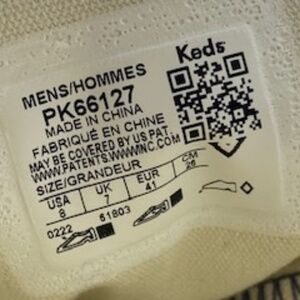 Keds
MENS/HOMMES
PK66127
MADE IN CHINA
FABRIQUÉ EN CHINE
MAY BE COVERED BY US PAT.
WWW.PATENTS.WWWINC.COM
SIZE/GRANDEUR
USA UK EUR CM
8 7 41 26
0222 61803